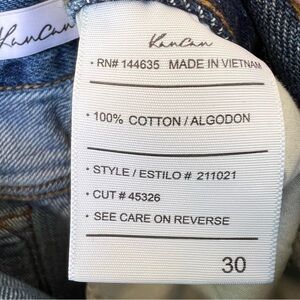 KanCan
KanCan
• RN# 144635 MADE IN VIETNAM
• 100% COTTON / ALGODON
• STYLE / ESTILO # 211021
• CUT # 45326
• SEE CARE ON REVERSE
30